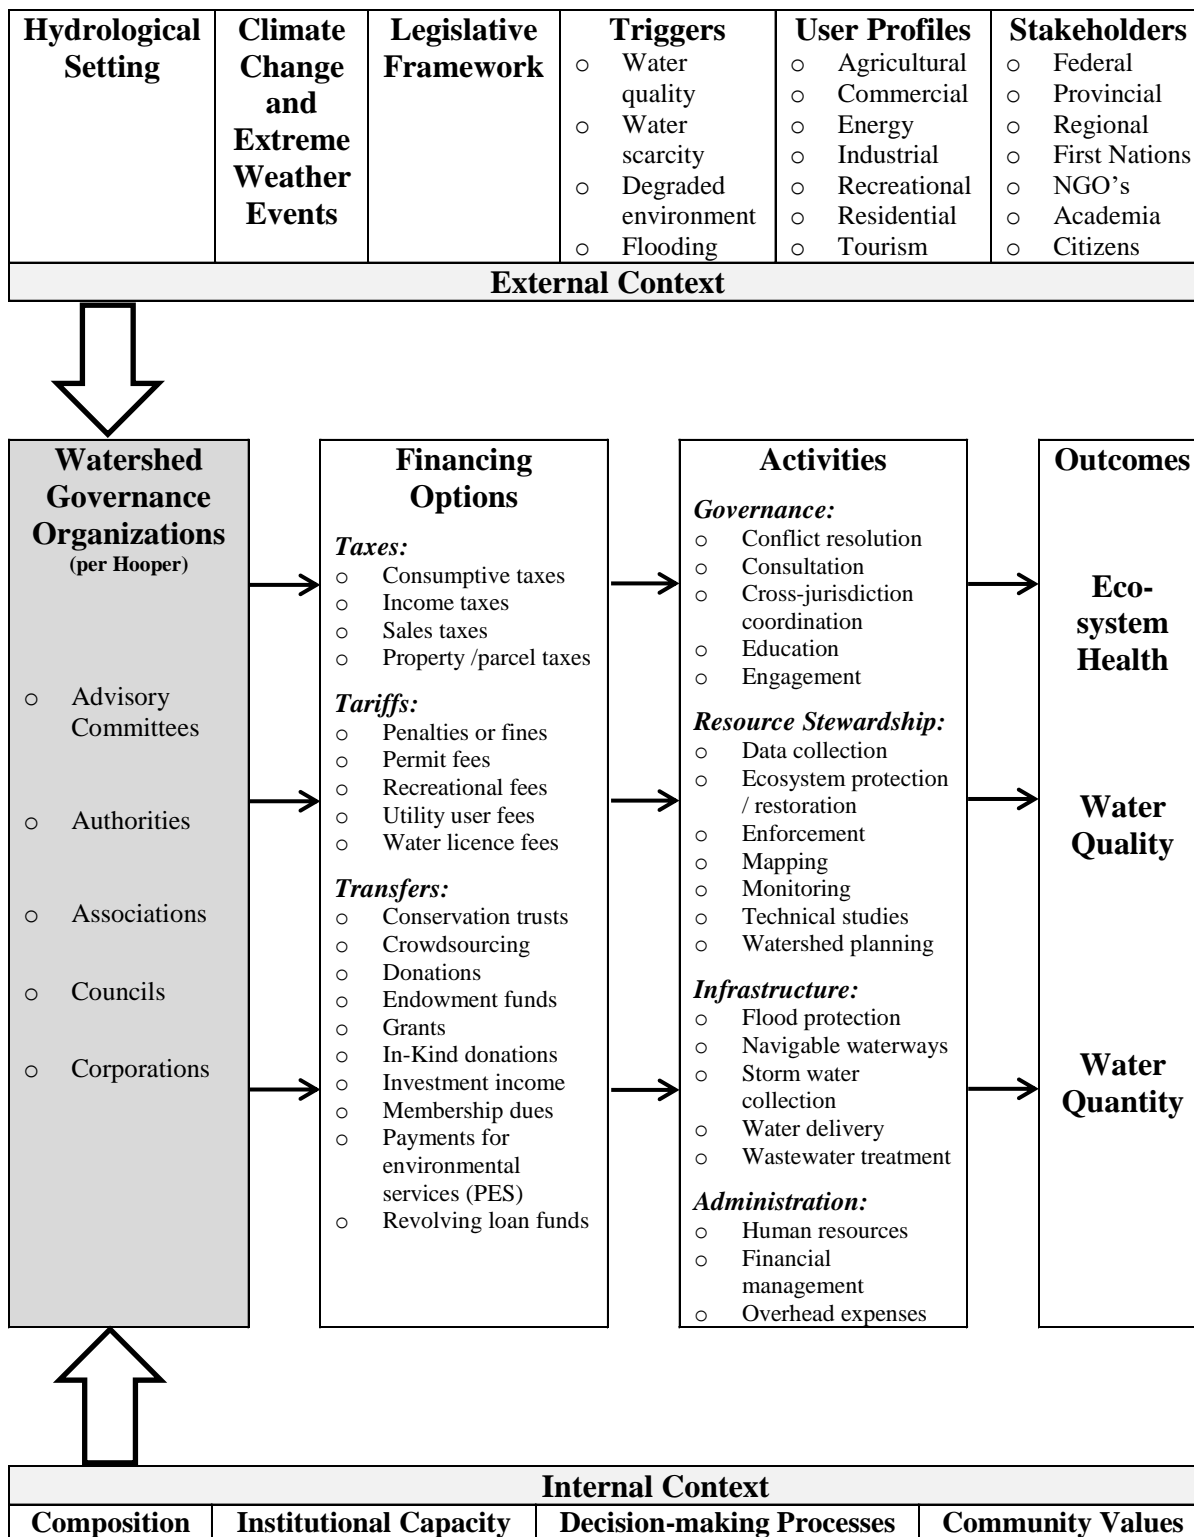 Hydrological
Setting
Climate
Change
and
Extreme
Weather
Events
Legislative
Framework
Triggers
o Water
quality
o Water
scarcity
o Degraded
environment
o Flooding
User Profiles
o Agricultural
o Commercial
o Energy
o Industrial
o Recreational
o Residential
o Tourism
Stakeholders
o Federal
o Provincial
o Regional
o First Nations
o NGO's
o Academia
o Citizens
External Context
Watershed
Governance
Organizations
(per Hooper)
o Advisory
Committees
o Authorities
o Associations
o Councils
o Corporations
Financing
Options
Taxes:
o Consumptive taxes
o Income taxes
o Sales taxes
o Property /parcel taxes
Tariffs:
o Penalties or fines
o Permit fees
o Recreational fees
o Utility user fees
o Water licence fees
Transfers:
o Conservation trusts
o Crowdsourcing
o Donations
o Endowment funds
o Grants
o In-Kind donations
o Investment income
o Membership dues
o Payments for
environmental
services (PES)
o Revolving loan funds
Activities
Governance:
o Conflict resolution
o Consultation
o Cross-jurisdiction
coordination
o Education
o Engagement
Resource Stewardship:
o Data collection
o Ecosystem protection
/ restoration
o Enforcement
o Mapping
o Monitoring
o Technical studies
o Watershed planning
Infrastructure:
o Flood protection
o Navigable waterways
o Storm water
collection
o Water delivery
o Wastewater treatment
Administration:
o Human resources
o Financial
management
o Overhead expenses
Outcomes
Eco-
system
Health
Water
Quality
Water
Quantity
Internal Context
Composition
Institutional Capacity
Decision-making Processes
Community Values